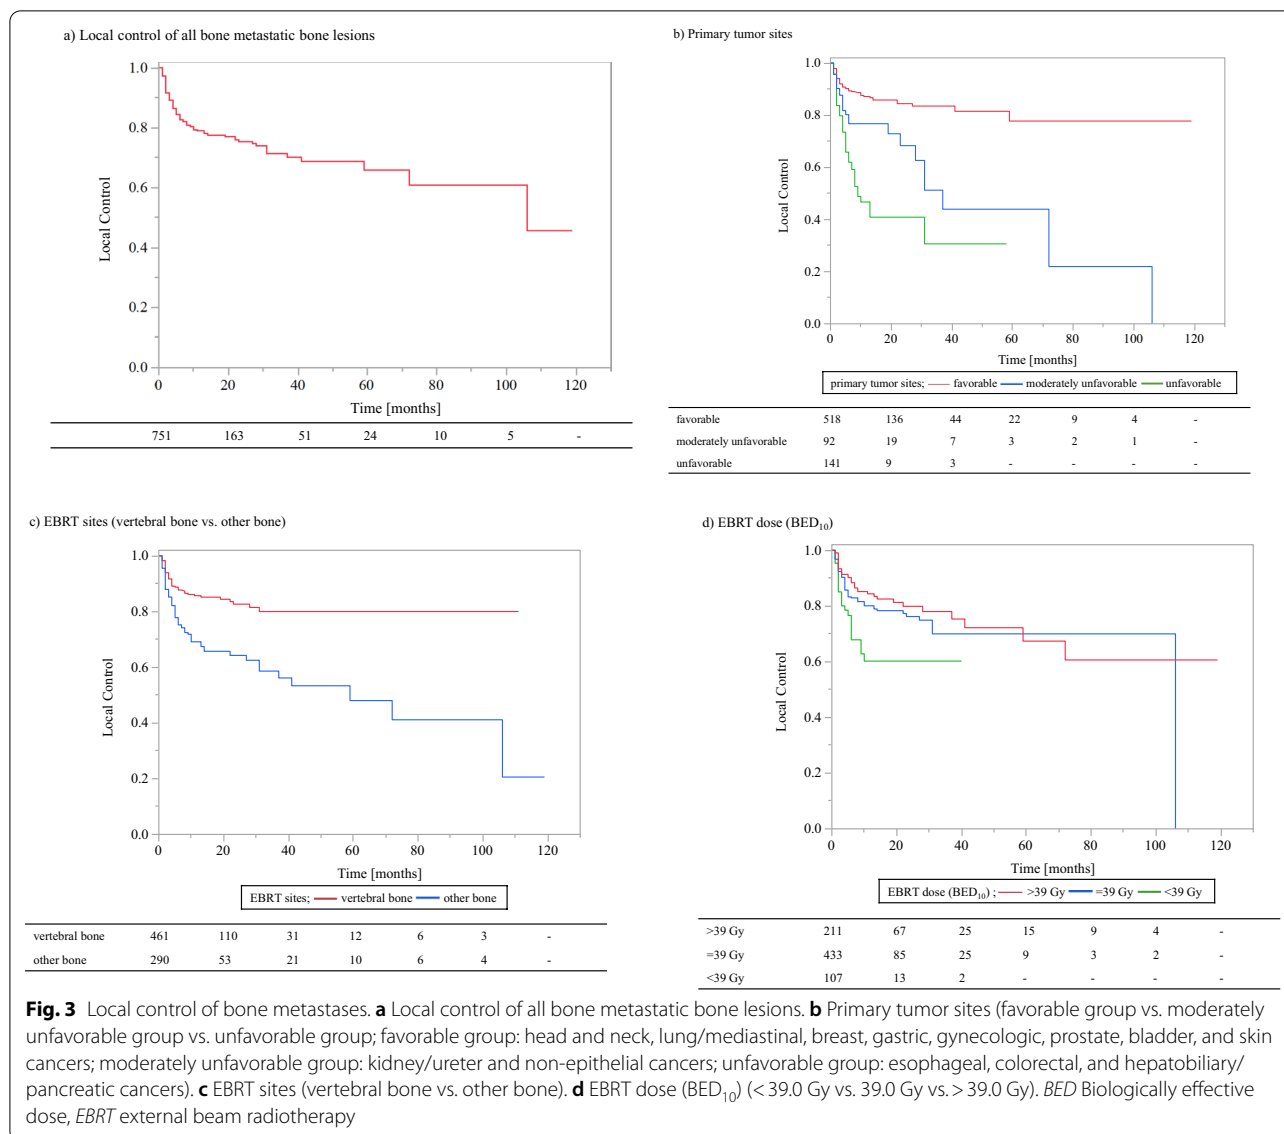 a) Local control of all bone metastatic bone lesions
1.0
0.8
0.6
0.4
0.2
0.0
Local Control
0 20 40 60 80 100 120
Time [months]
751 163 51 24 10 5 -
b) Primary tumor sites
1.0
0.8
0.6
0.4
0.2
0.0
Local Control
0 20 40 60 80 100 120
Time [months]
primary tumor sites; favorable moderately unfavorable unfavorable
favorable 518 136 44 22 9 4 -
moderately unfavorable 92 19 7 3 2 1 -
unfavorable 141 9 3 - - - -
c) EBRT sites (vertebral bone vs. other bone)
1.0
0.8
0.6
0.4
0.2
0.0
Local Control
0 20 40 60 80 100 120
Time [months]
EBRT sites; vertebral bone other bone
vertebral bone 461 110 31 12 6 3 -
other bone 290 53 21 10 6 4 -
d) EBRT dose (BED10)
1.0
0.8
0.6
0.4
0.2
0.0
Local Control
0 20 40 60 80 100 120
Time [months]
EBRT dose (BED10) ; >39 Gy =39 Gy <39 Gy
>39 Gy 211 67 25 15 9 4 -
=39 Gy 433 85 25 9 3 2 -
<39 Gy 107 13 2 - - - -
Fig. 3 Local control of bone metastases. a Local control of all bone metastatic bone lesions. b Primary tumor sites (favorable group vs. moderately
unfavorable group vs. unfavorable group; favorable group: head and neck, lung/mediastinal, breast, gastric, gynecologic, prostate, bladder, and skin
cancers; moderately unfavorable group: kidney/ureter and non-epithelial cancers; unfavorable group: esophageal, colorectal, and hepatobiliary/
pancreatic cancers). c EBRT sites (vertebral bone vs. other bone). d EBRT dose (BED10) (< 39.0 Gy vs. 39.0 Gy vs. > 39.0 Gy). BED Biologically effective
dose, EBRT external beam radiotherapy